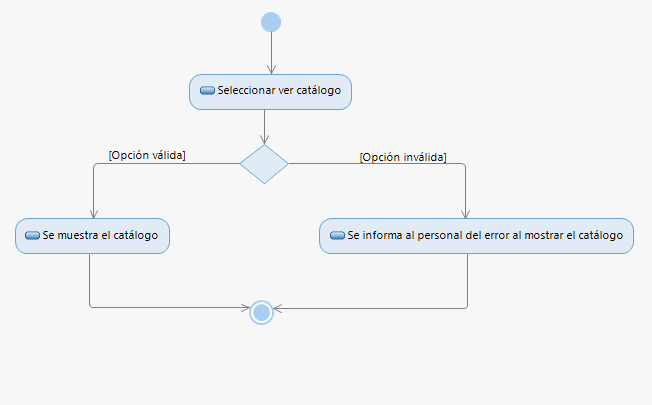 Seleccionar ver catálogo
[Opción válida]
[Opción inválida]
Se muestra el catálogo
Se informa al personal del error al mostrar el catálogo